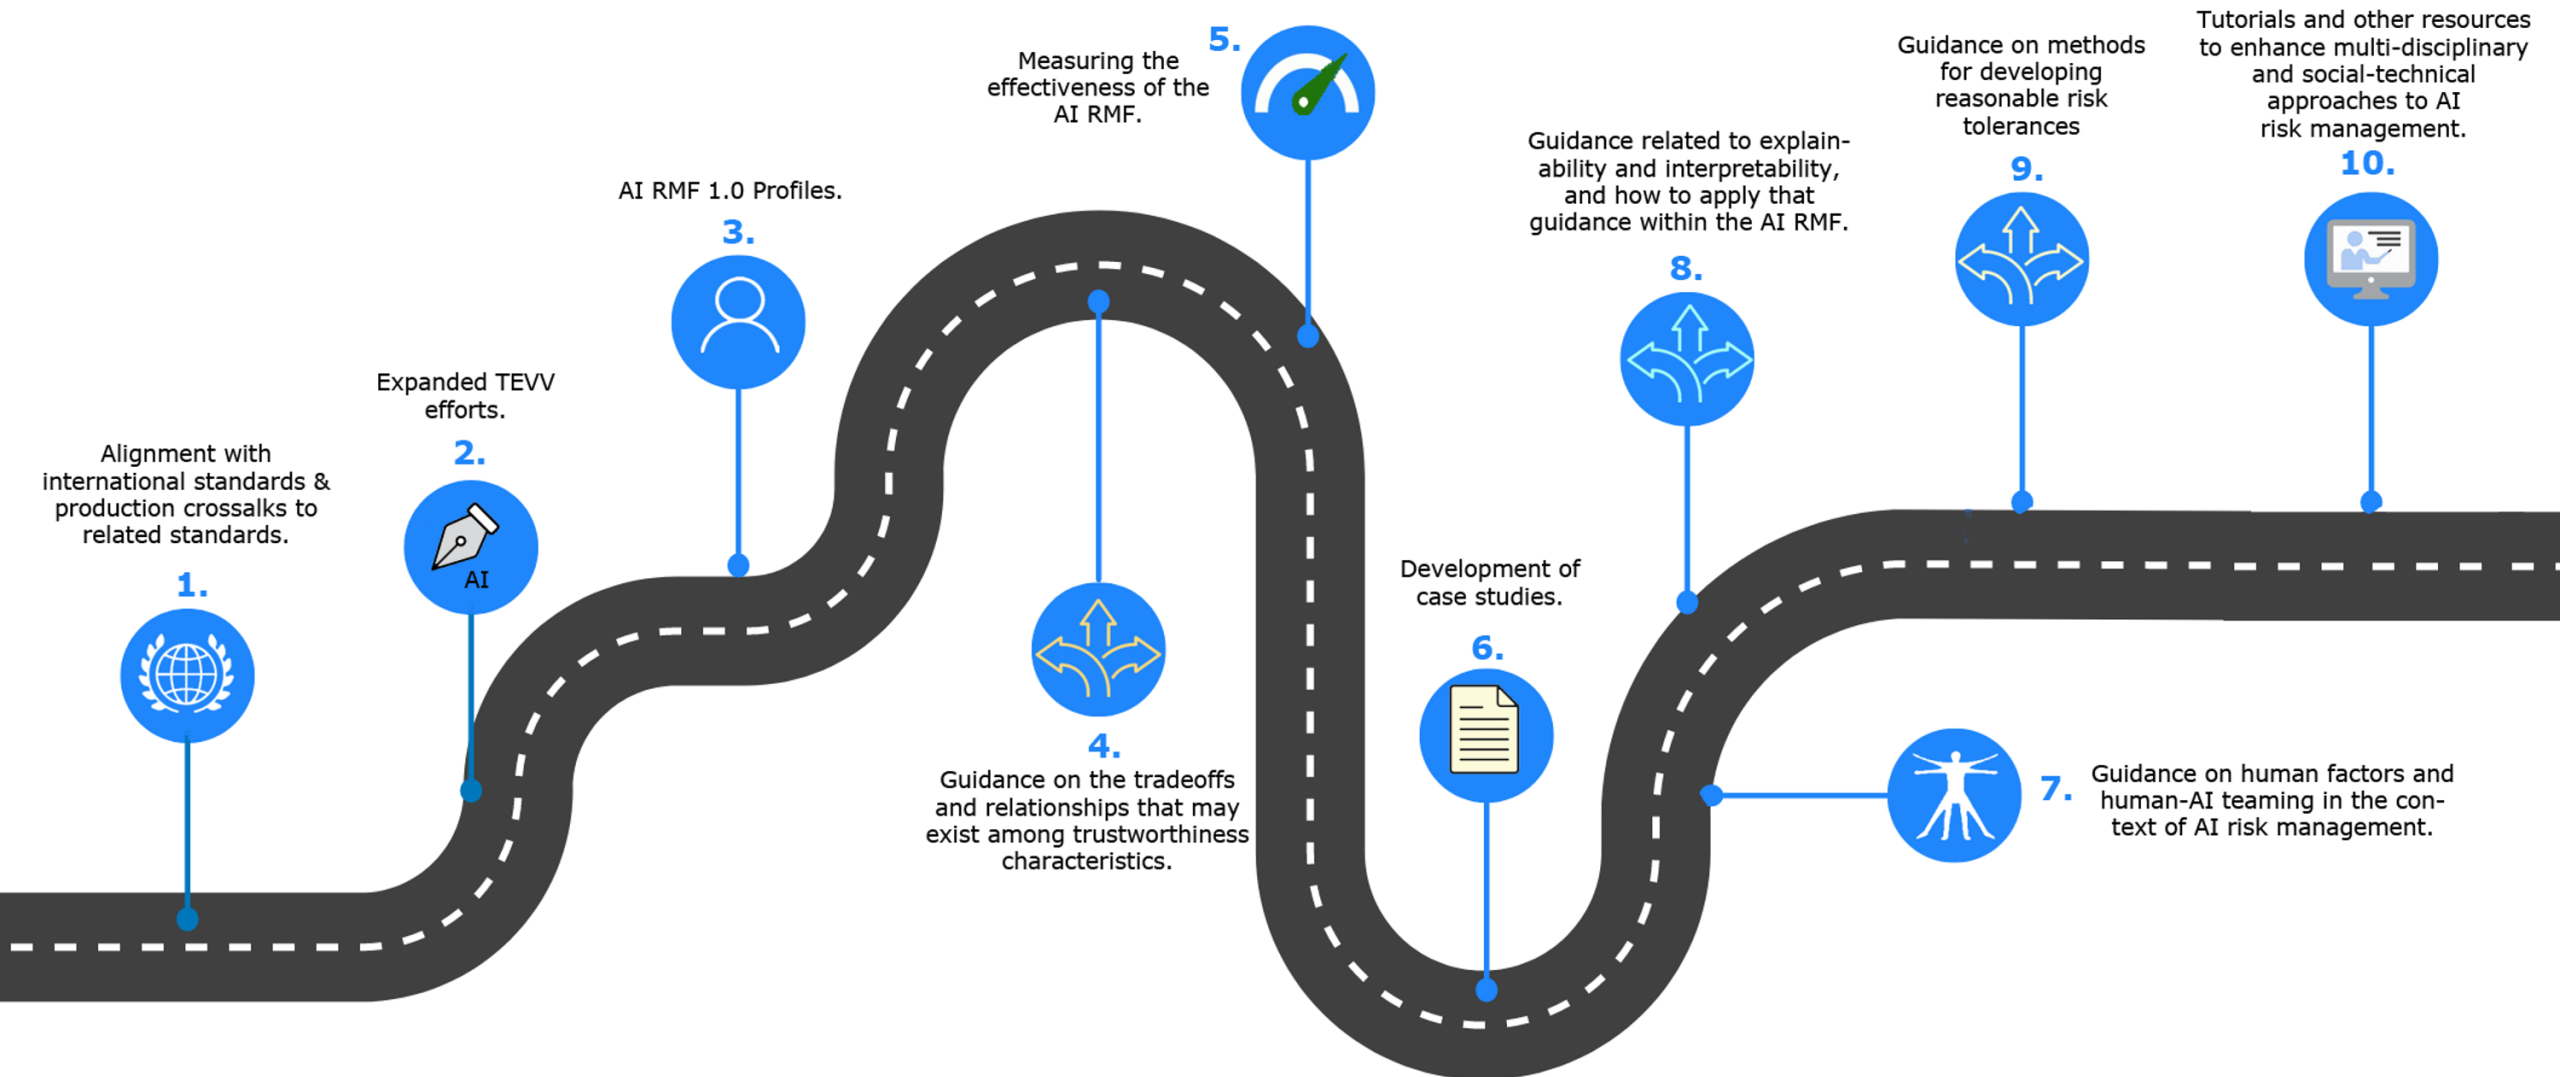 Alignment with
international standards &
production crossalks to
related standards.
1.
Expanded TEVV
efforts.
2.
AI
AI RMF 1.0 Profiles.
3.
4.
Guidance on the tradeoffs
and relationships that may
exist among trustworthiness
characteristics.
5.
Measuring the
effectiveness of the
AI RMF.
Development of
case studies.
6.
7.
Guidance on human factors and
human-AI teaming in the con-
text of AI risk management.
Guidance related to explain-
ability and interpretability,
and how to apply that
guidance within the AI RMF.
8.
Guidance on methods
for developing
reasonable risk
tolerances
9.
Tutorials and other resources
to enhance multi-disciplinary
and social-technical
approaches to AI
risk management.
10.